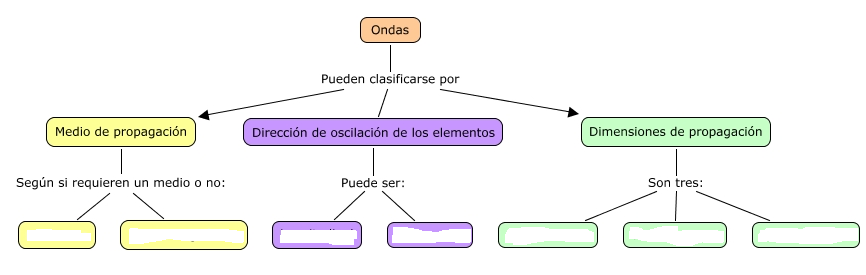 Ondas
Pueden clasificarse por
Medio de propagación
Dirección de oscilación de los elementos
Dimensiones de propagación
Según si requieren un medio o no:
Puede ser:
Son tres: